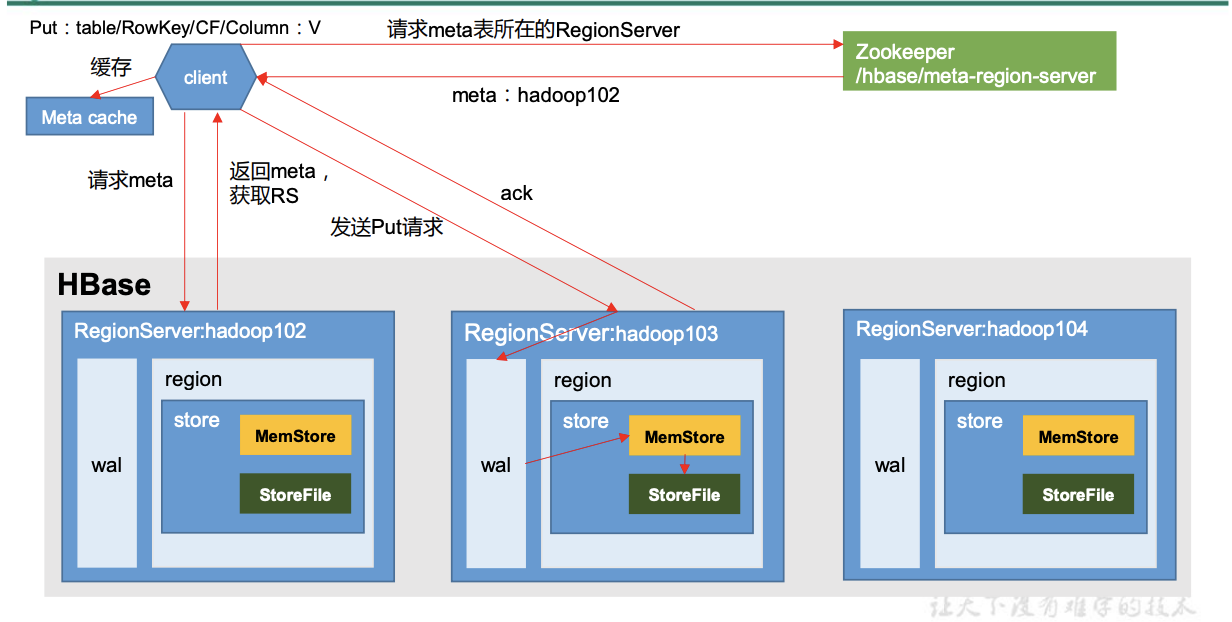 Put：table/RowKey/CF/Column：V
请求meta表所在的RegionServer
Zookeeper
/hbase/meta-region-server
缓存
client
meta：hadoop102
Meta cache
请求meta
返回meta，
获取RS
ack
发送Put请求
HBase
RegionServer:hadoop102
wal
region
store
MemStore
StoreFile
RegionServer:hadoop103
wal
region
store
MemStore
StoreFile
RegionServer:hadoop104
wal
region
store
MemStore
StoreFile
让天下没有难学的技术